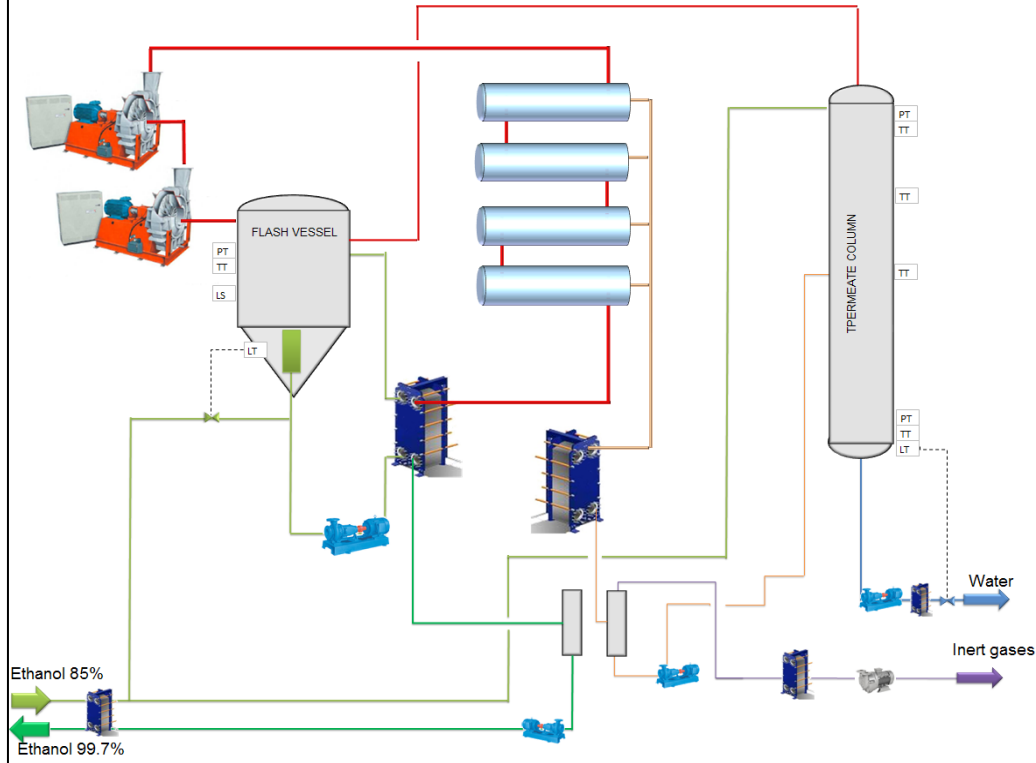 FLASH VESSEL
PT
TT
LS
LT
TPERMEATE COLUMN
PT
TT
TT
TT
PT
TT
LT
Water
Inert gases
Ethanol 85%
Ethanol 99.7%